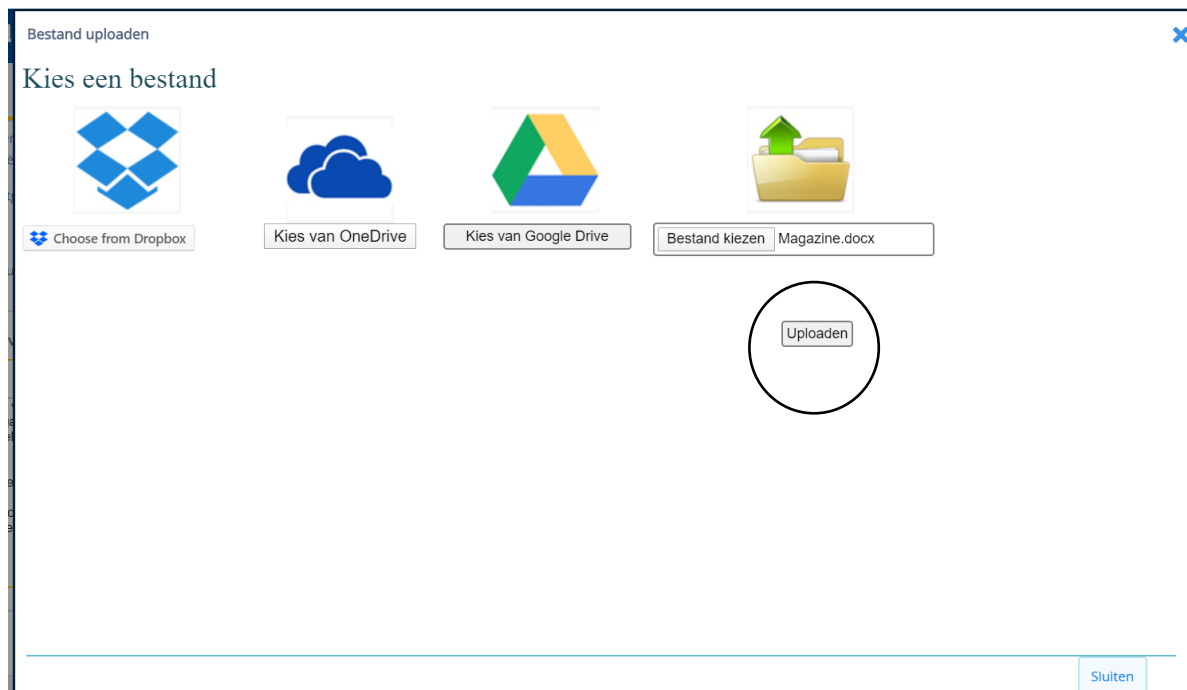 Bestand uploaden
Kies een bestand
Choose from Dropbox
Kies van OneDrive
Kies van Google Drive
Bestand kiezen Magazine.docx
Uploaden
Sluiten